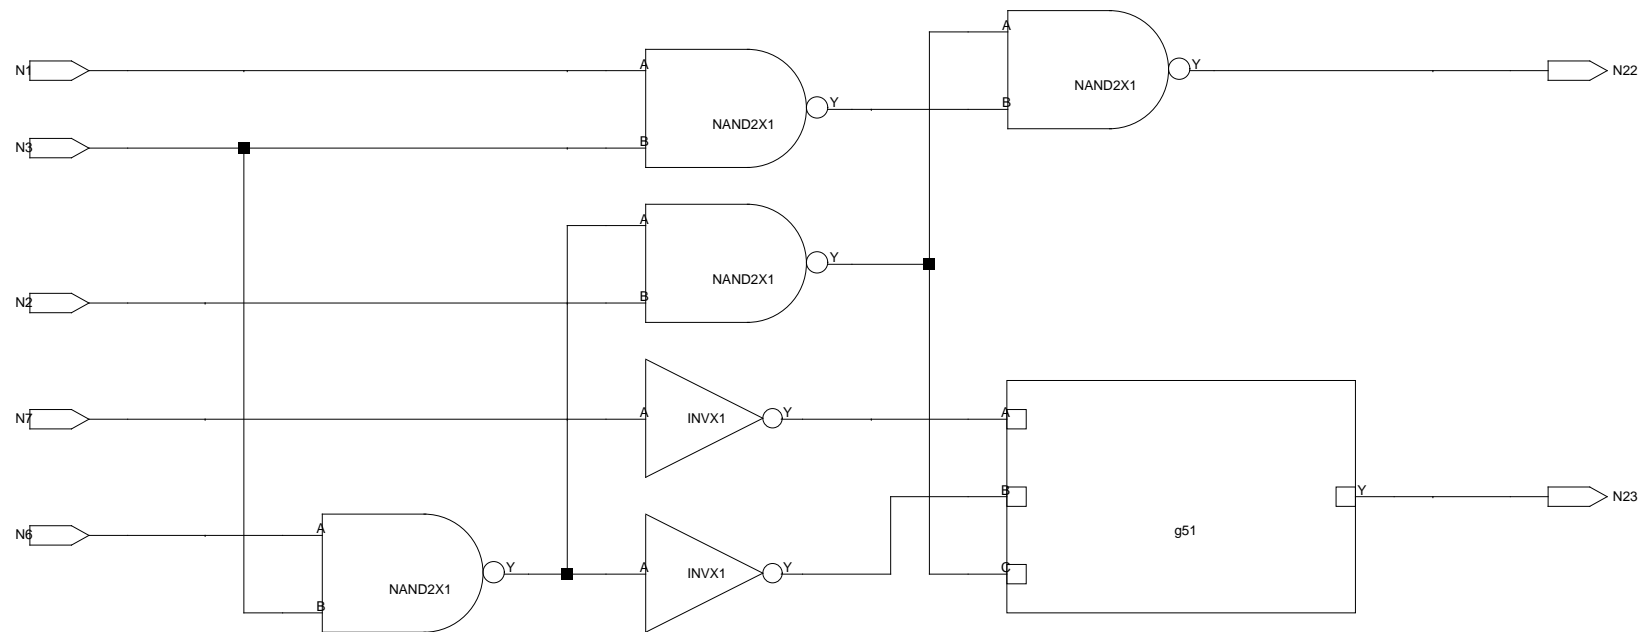 A
N1 A Y N22
NAND2X1
B
Y
NAND2X1
N3 B
A
Y
NAND2X1
N2 B
N7 A INVX1 Y A
B Y N23
N6 A
g51
Y A INVX1 Y C
NAND2X1
B